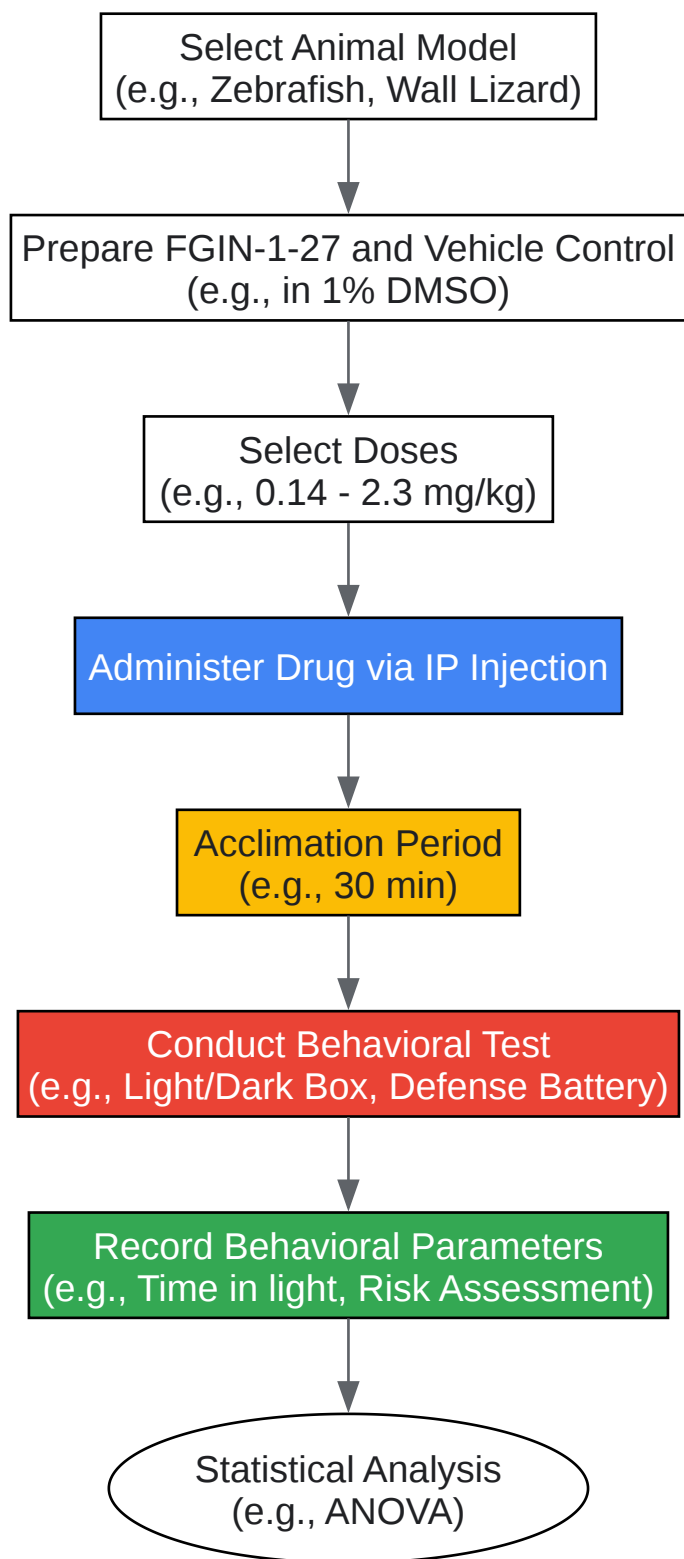 Select Animal Model
(e.g., Zebrafish, Wall Lizard)
Prepare FGIN-1-27 and Vehicle Control
(e.g., in 1% DMSO)
Select Doses
(e.g., 0.14 - 2.3 mg/kg)
Administer Drug via IP Injection
Acclimation Period
(e.g., 30 min)
Conduct Behavioral Test
(e.g., Light/Dark Box, Defense Battery)
Record Behavioral Parameters
(e.g., Time in light, Risk Assessment)
Statistical Analysis
(e.g., ANOVA)